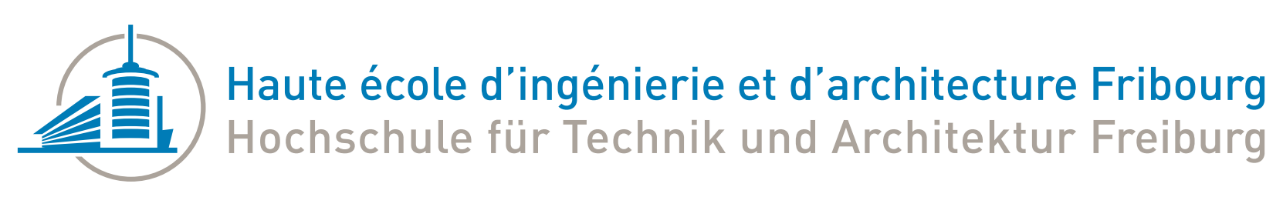 Haute école d’ingénierie et d’architecture Fribourg
Hochschule für Technik und Architektur Freiburg